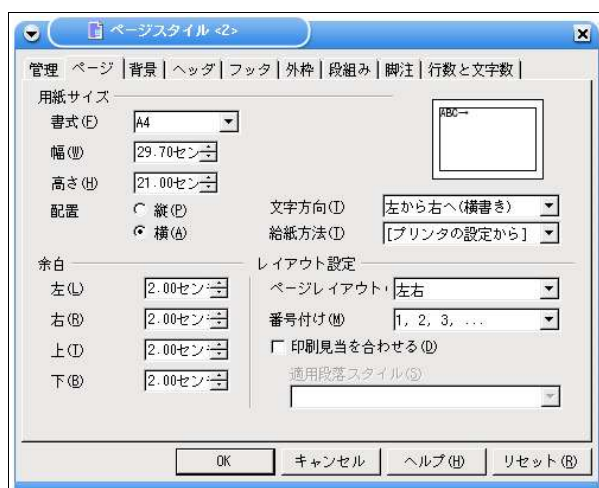 ページスタイル <2>
管理 ページ 背景 ヘッダ フッタ 外枠 段組み 脚注 行数と文字数
用紙サイズ
書式(F) A4
ABC→
幅(W) 29.70セン
高さ(H) 21.00セン
配置 縦(P) 文字方向(T) 左から右へ(横書き)
横(A) 給紙方法(T) [プリンタの設定から]
余白 レイアウト設定
左(L) 2.00セン ページレイアウト 左右
右(R) 2.00セン 番号付け(M) 1, 2, 3, ...
上(T) 2.00セン 印刷見当を合わせる(D)
適用段落スタイル(S)
下(B) 2.00セン
OK キャンセル ヘルプ(H) リセット(R)